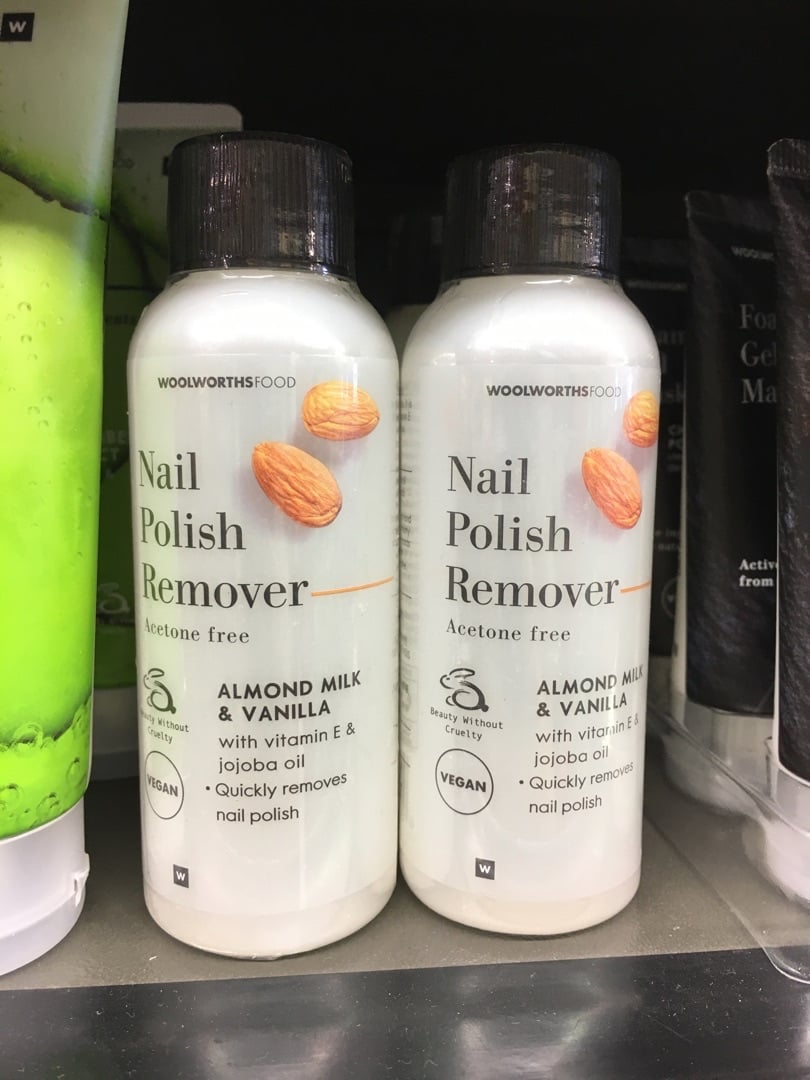 W
WOOLWORTHSFOOD
Nail
Polish
Remover
Acetone free
Beauty Without
Cruelty
VEGAN
ALMOND MILK
& VANILLA
with vitamin E &
jojoba oil
• Quickly removes
nail polish
W
WOOLWORTHSFOOD
Nail
Polish
Remover
Acetone free
Beauty Without
Cruelty
VEGAN
ALMOND MILK
& VANILLA
with vitamin E &
jojoba oil
• Quickly removes
nail polish
W
Foa
Gel
Ma
Activ
from